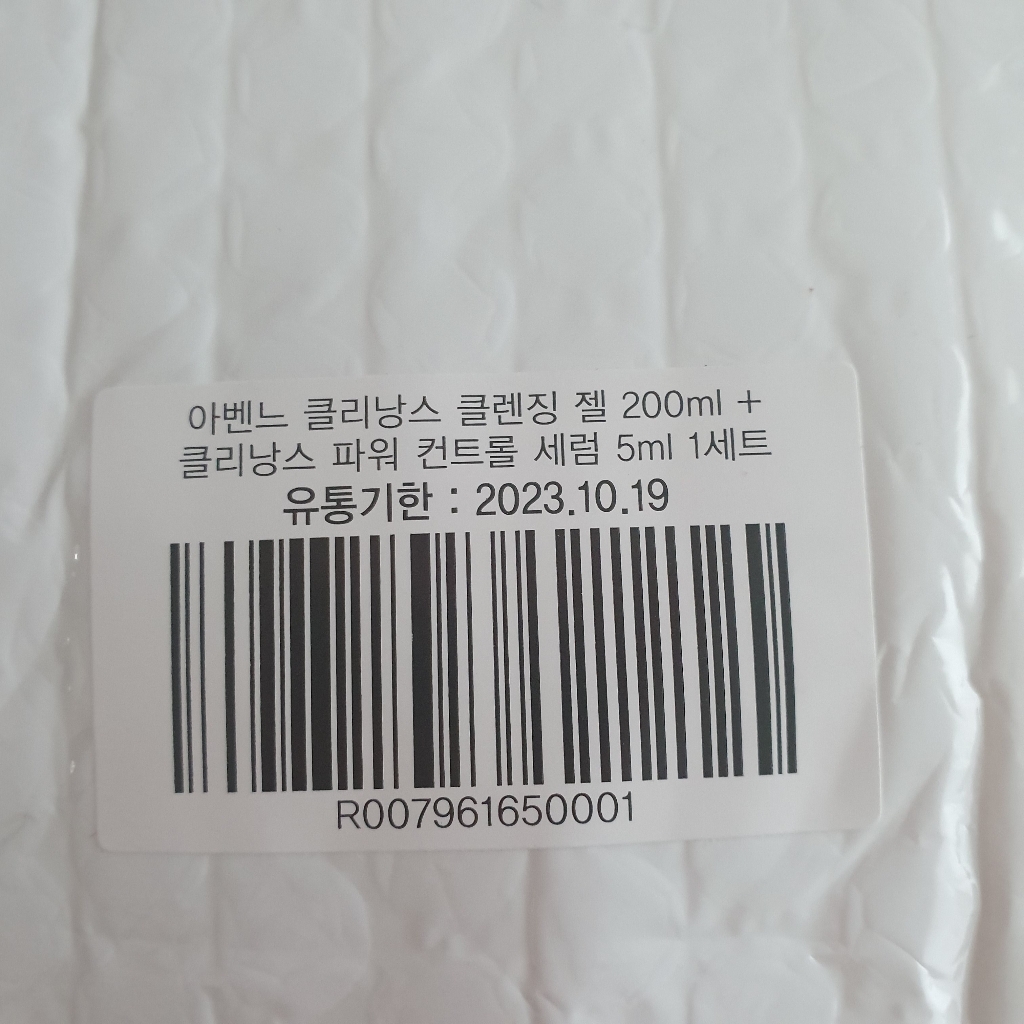 아벤느 클리낭스 클렌징 젤 200ml +
클리낭스 파워 컨트롤 세럼 5ml 1세트
유통기한 : 2023.10.19
R007961650001